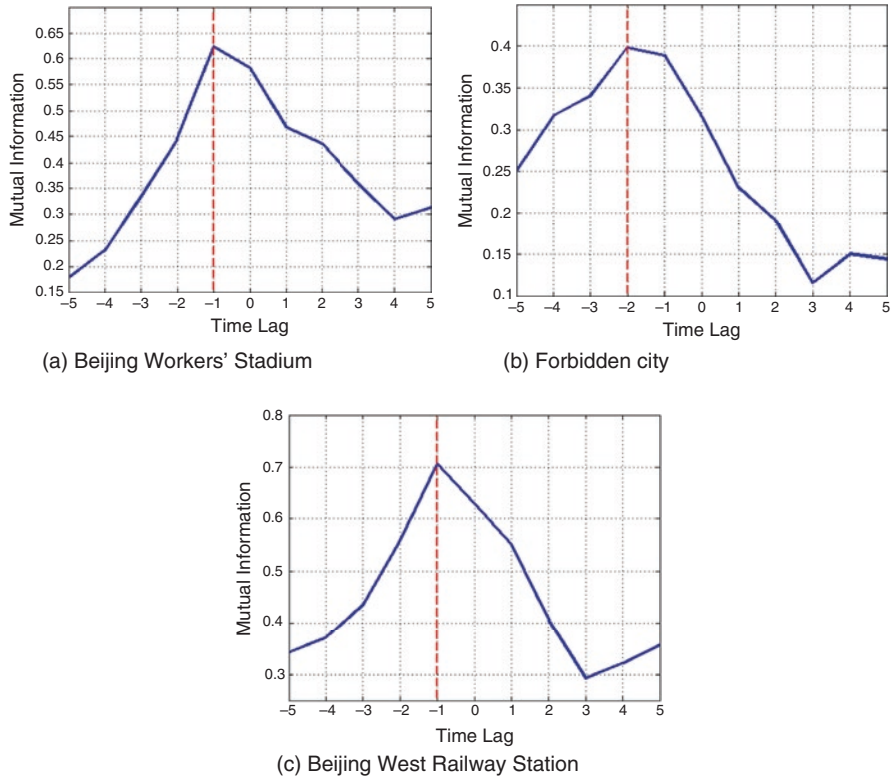 0.65
0.6
0.55
0.5
0.45
0.4
0.35
0.3
0.25
0.2
0.15
Mutual Information
−5 −4 −3 −2 −1 0 1 2 3 4 5
Time Lag
(a) Beijing Workers’ Stadium
0.4
0.35
0.3
0.25
0.2
0.15
0.1
Mutual Information
−5 −4 −3 −2 −1 0 1 2 3 4 5
Time Lag
(b) Forbidden city
0.8
0.7
0.6
0.5
0.4
0.3
Mutual Information
−5 −4 −3 −2 −1 0 1 2 3 4 5
Time Lag
(c) Beijing West Railway Station